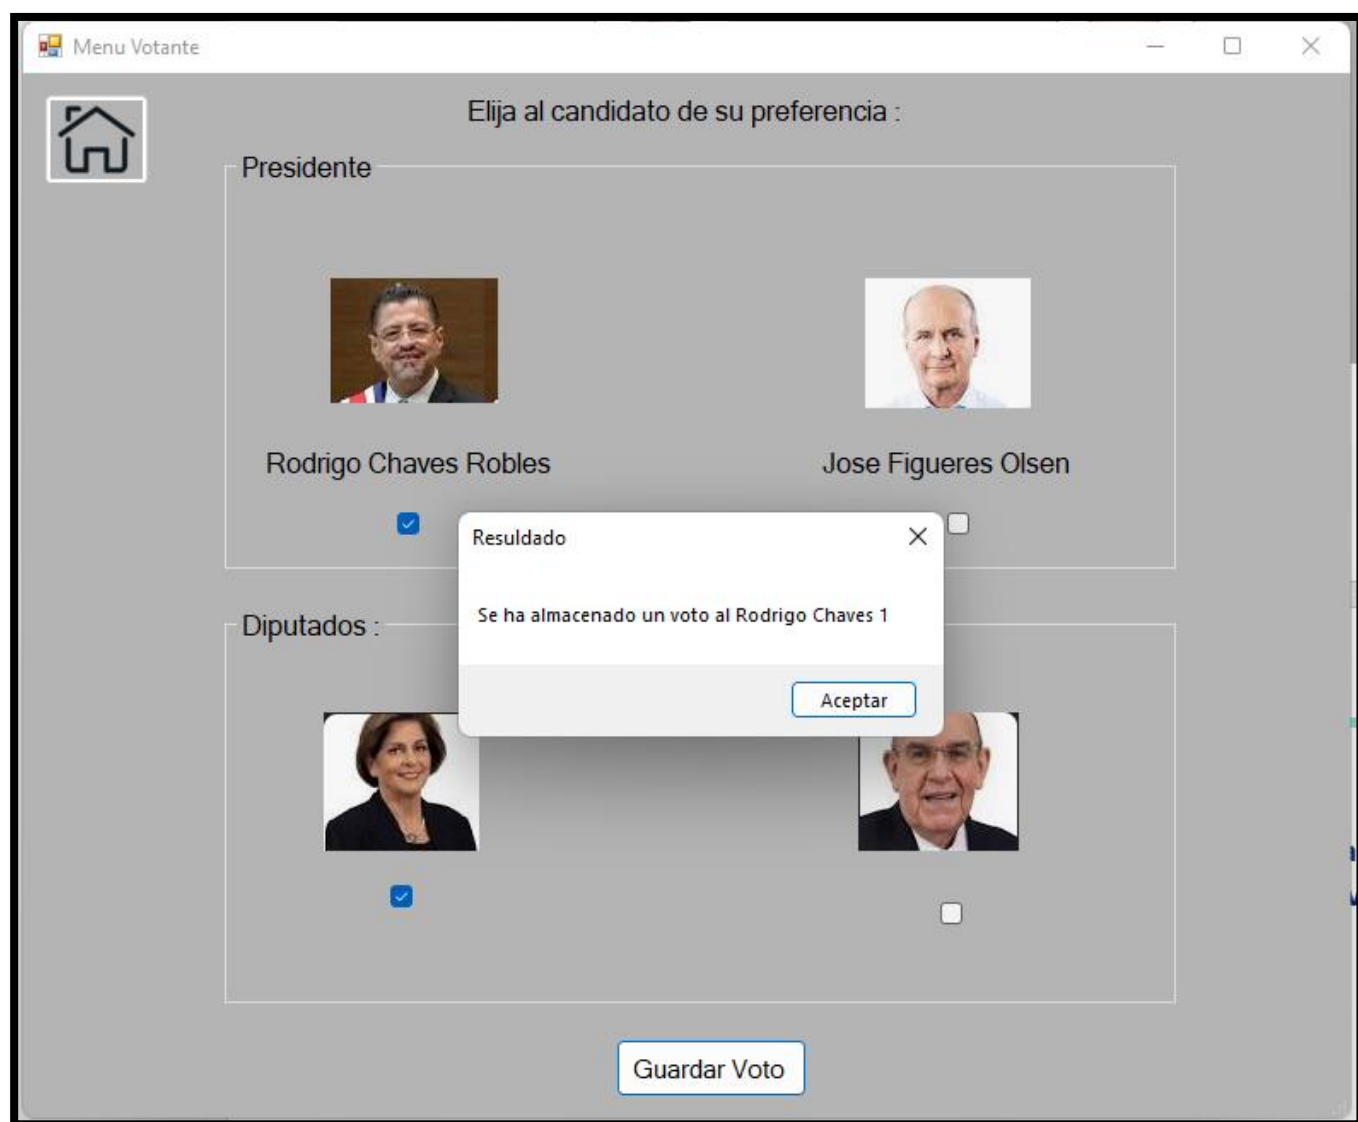 Menu Votante
Elija al candidato de su preferencia :
Presidente
Rodrigo Chaves Robles
Jose Figueres Olsen
Resuldado
Se ha almacenado un voto al Rodrigo Chaves 1
Aceptar
Diputados :
Guardar Voto